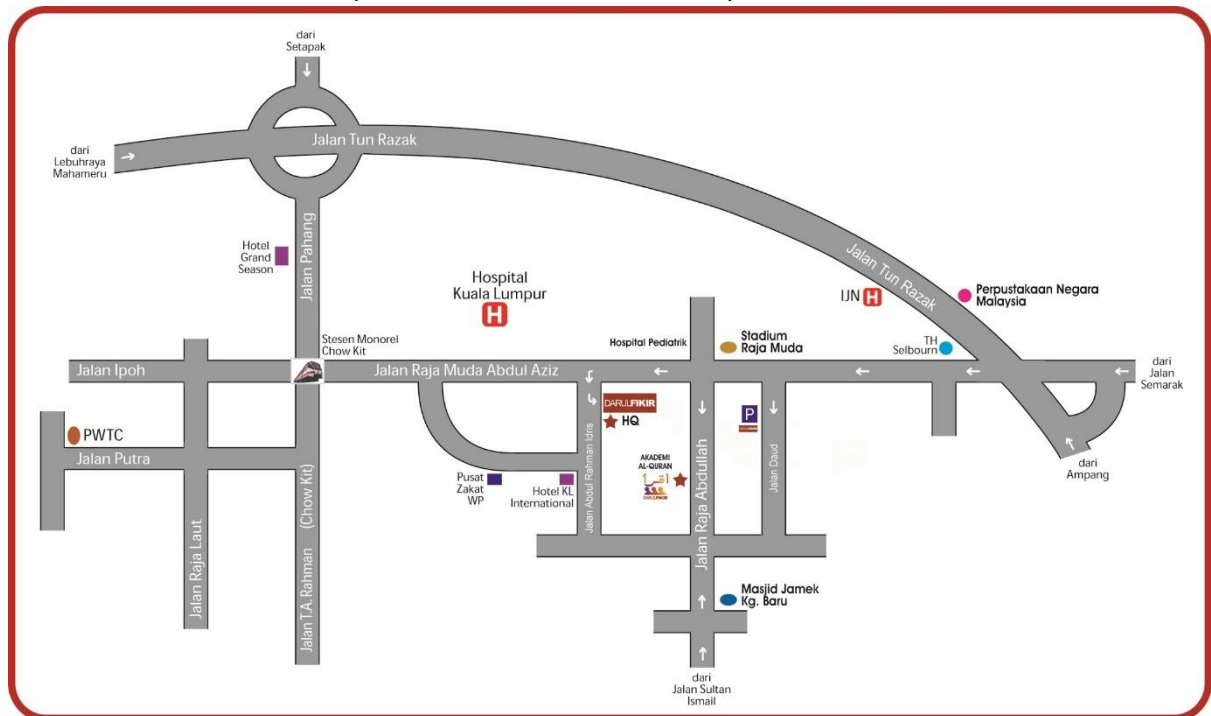 dari
Setapak
dari
Lebuhraya
Mahameru
Jalan Tun Razak
Hotel
Grand
Season
Jalan Pahang
Hospital
Kuala Lumpur
H
Jalan Tun Razak
IJN H
Perpustakaan Negara
Malaysia
Stesen Monorel
Chow Kit
Hospital Pediatrik
Stadium
Raja Muda
TH
Selbourn
Jalan Ipoh
Jalan Raja Muda Abdul Aziz
dari
Jalan
Semarak
DARULFIKIR
HQ
P
PWTC
Jalan Putra
AKADEMI
AL-QURAN
اقرأ
DARULFIKIR
Pusat
Zakat
WP
Hotel KL
International
Jalan Abdul Rahman Idris
Jalan Raja Abdullah
Jalan Daud
dari
Ampang
Jalan Raja Laut
Jalan T.A. Rahman (Chow Kit)
Masjid Jamek
Kg. Baru
dari
Jalan Sultan
Ismail